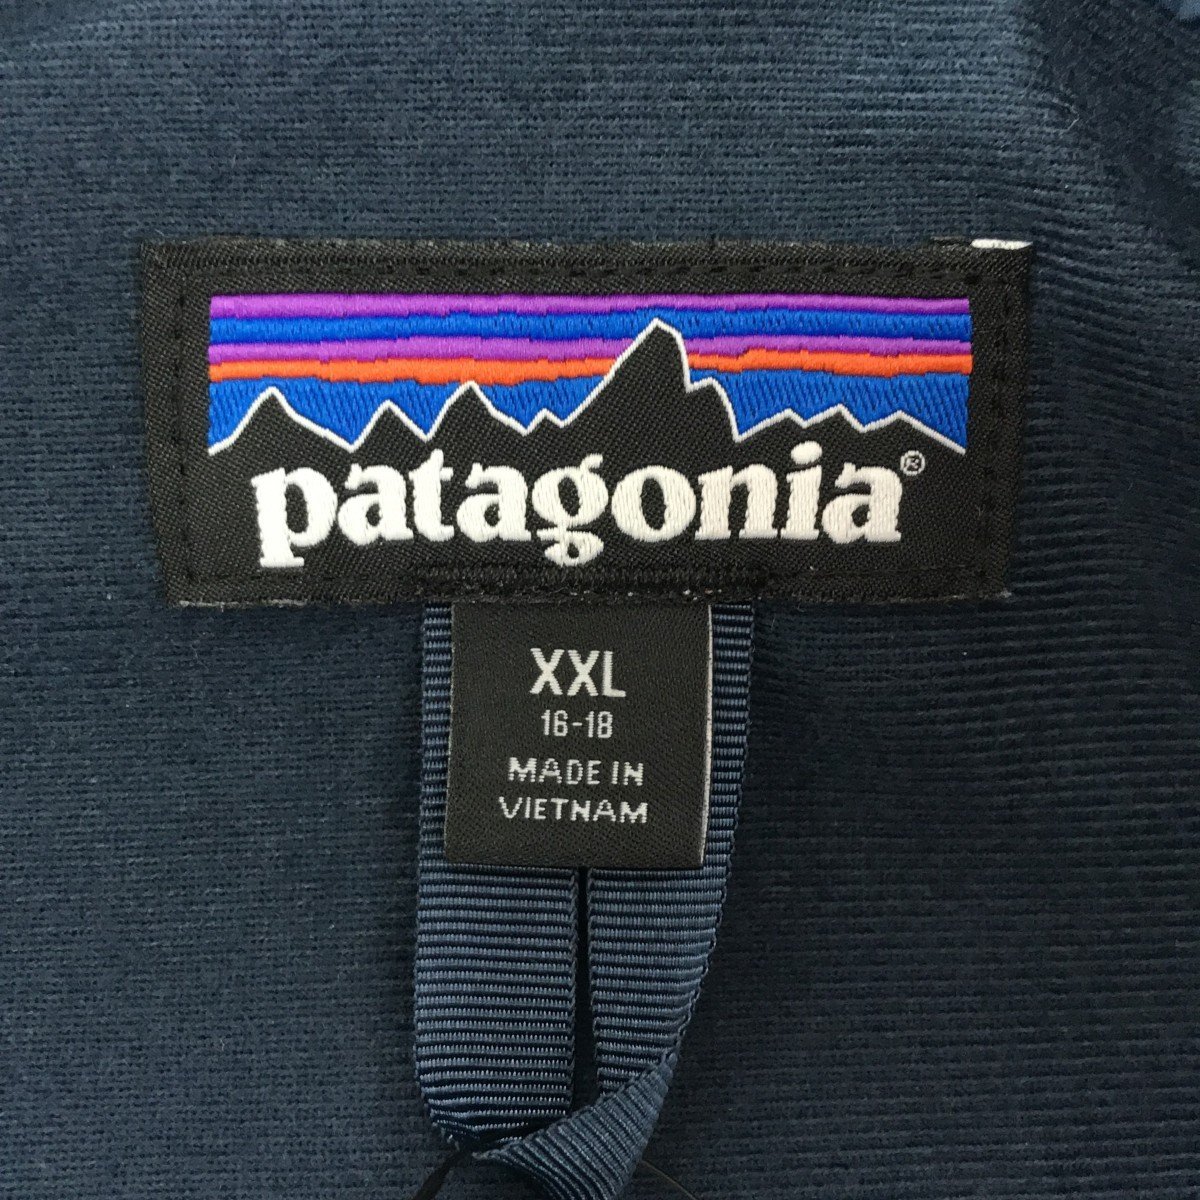 patagonia®
XXL
16-18
MADE IN
VIETNAM